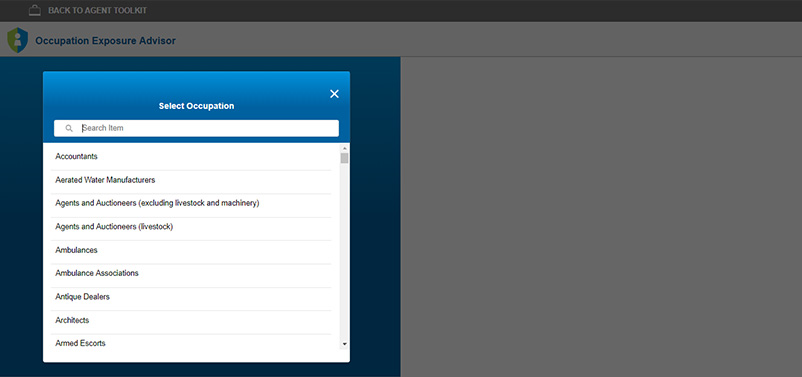 BACK TO AGENT TOOLKIT
Occupation Exposure Advisor
Select Occupation
Search Item
Accountants
Aerated Water Manufacturers
Agents and Auctioneers (excluding livestock and machinery)
Agents and Auctioneers (livestock)
Ambulances
Ambulance Associations
Antique Dealers
Architects
Armed Escorts